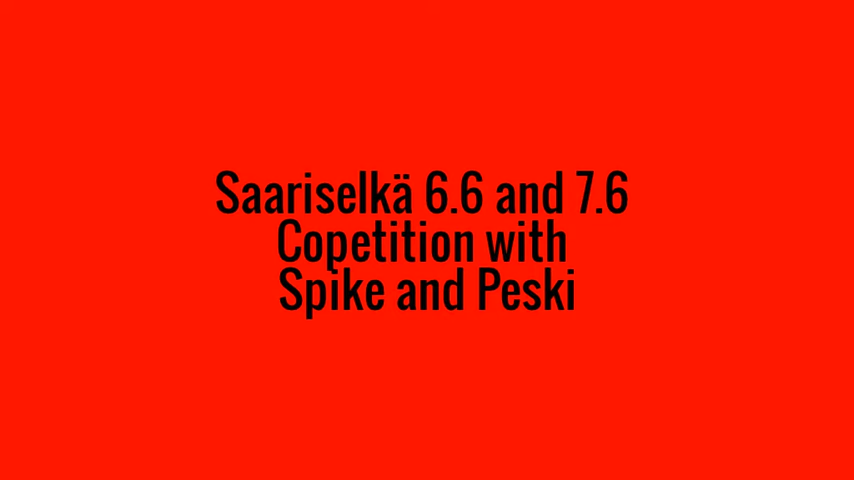 Saariselkä 6.6 and 7.6
Copetition with
Spike and Peski